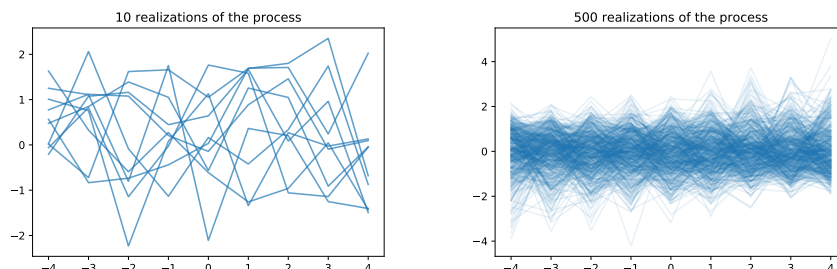 10 realizations of the process
500 realizations of the process
2
1
0
−1
−2
4
2
0
−2
−4
−4 −3 −2 −1 0 1 2 3 4
−4 −3 −2 −1 0 1 2 3 4